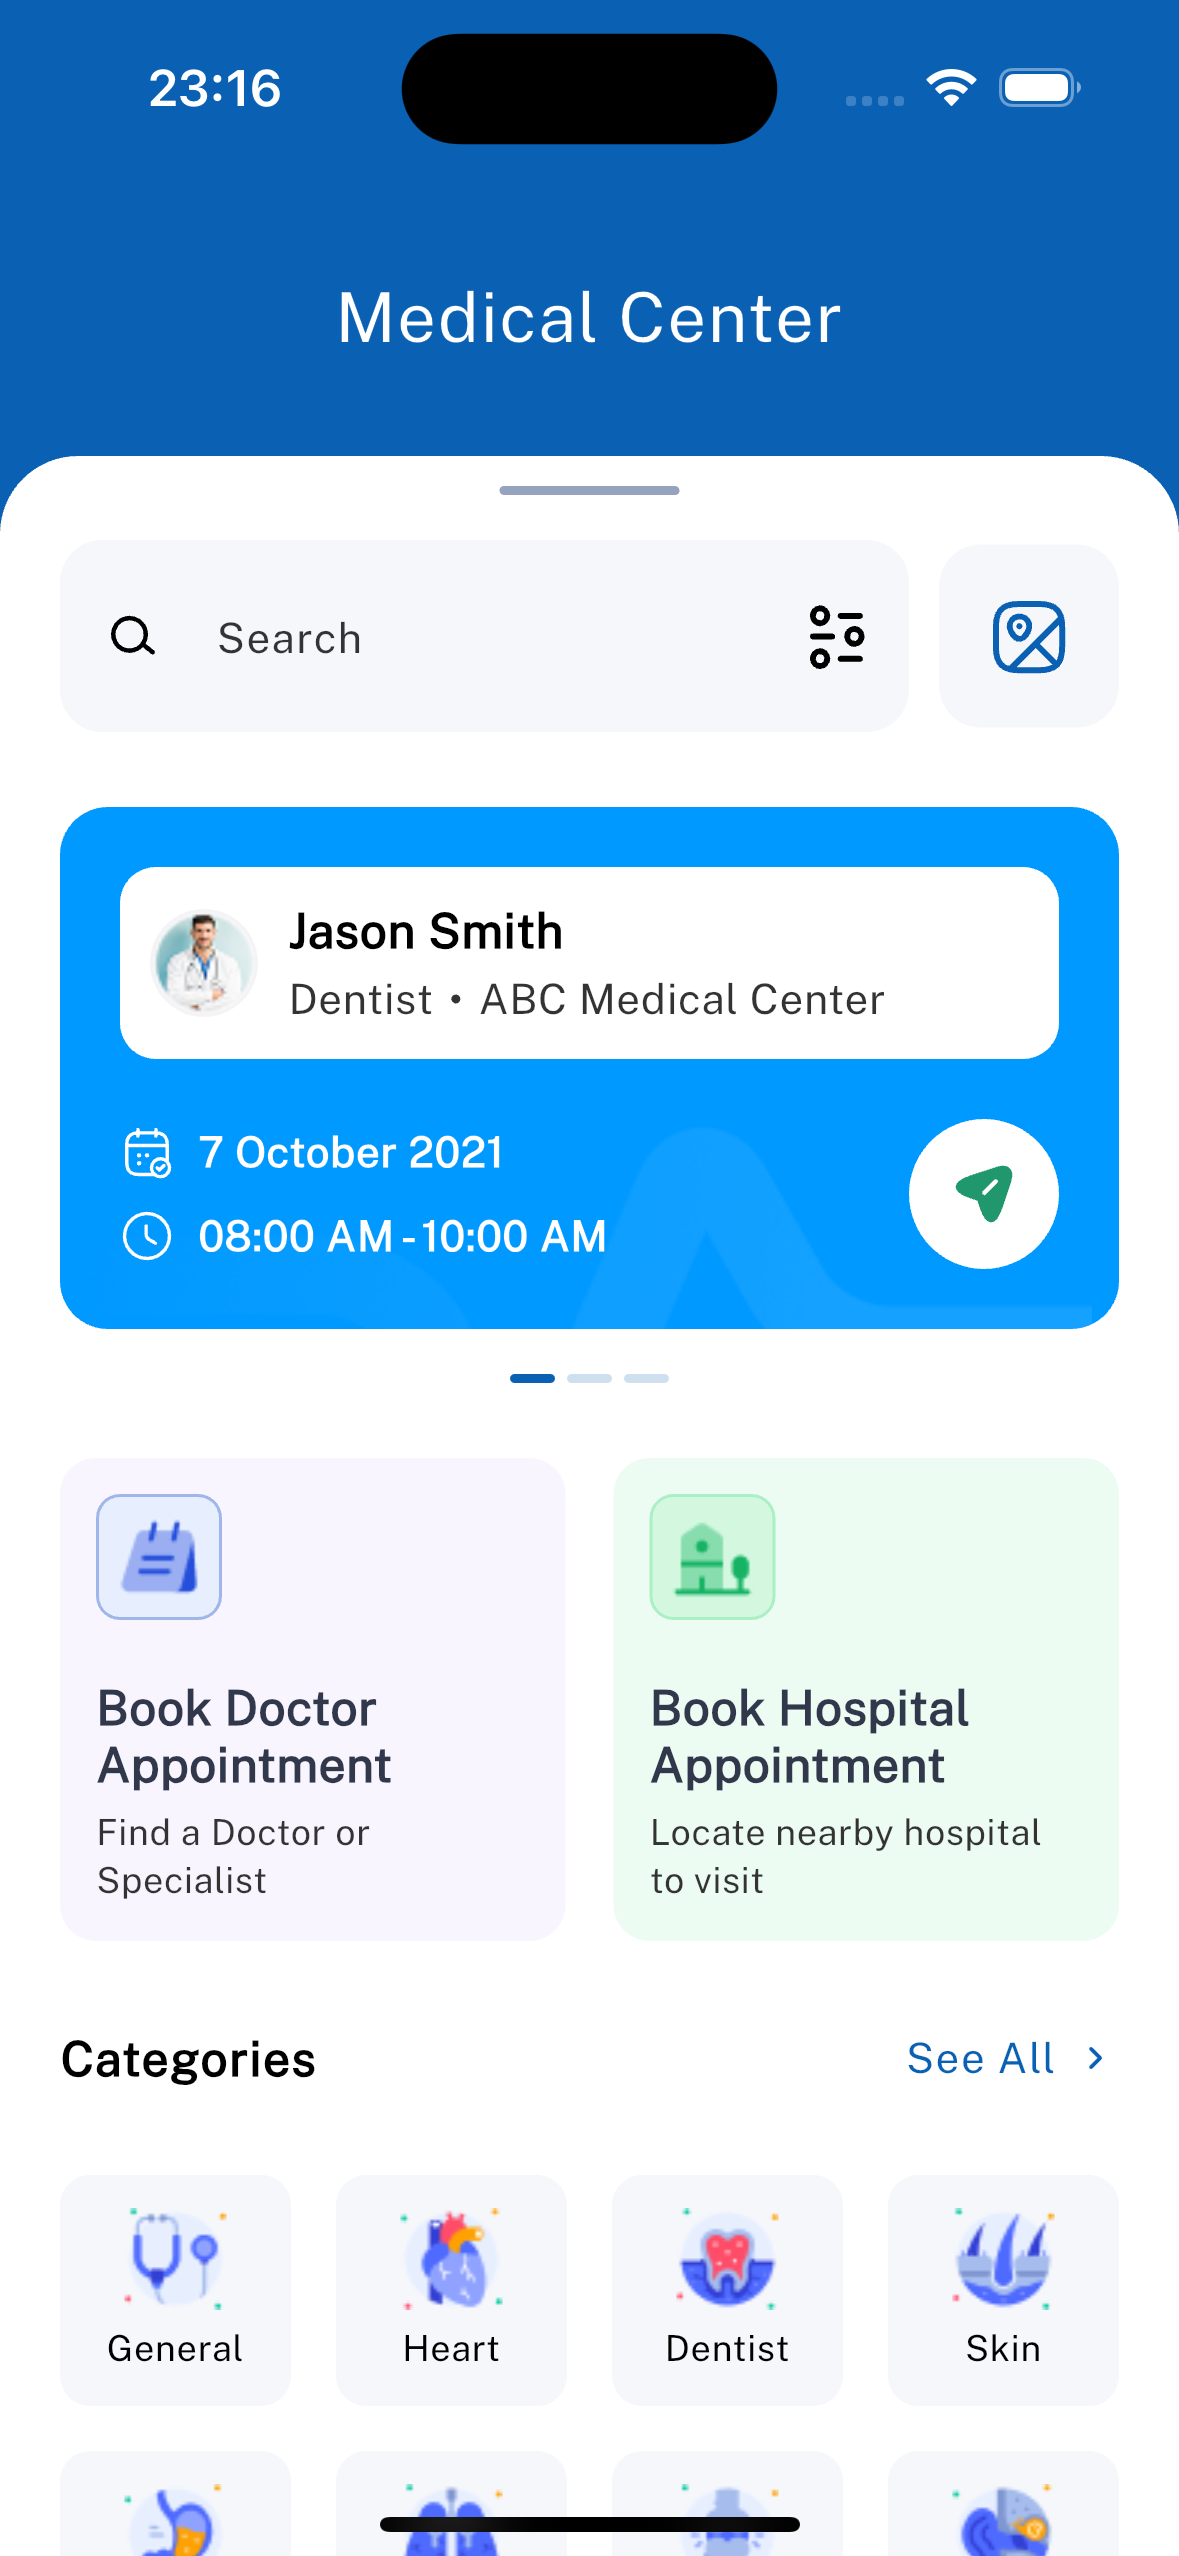 23:16
Medical Center
Search
Jason Smith
Dentist • ABC Medical Center
7 October 2021
08:00 AM - 10:00 AM
Book Doctor
Appointment
Find a Doctor or
Specialist
Book Hospital
Appointment
Locate nearby hospital
to visit
Categories
See All
General
Heart
Dentist
Skin